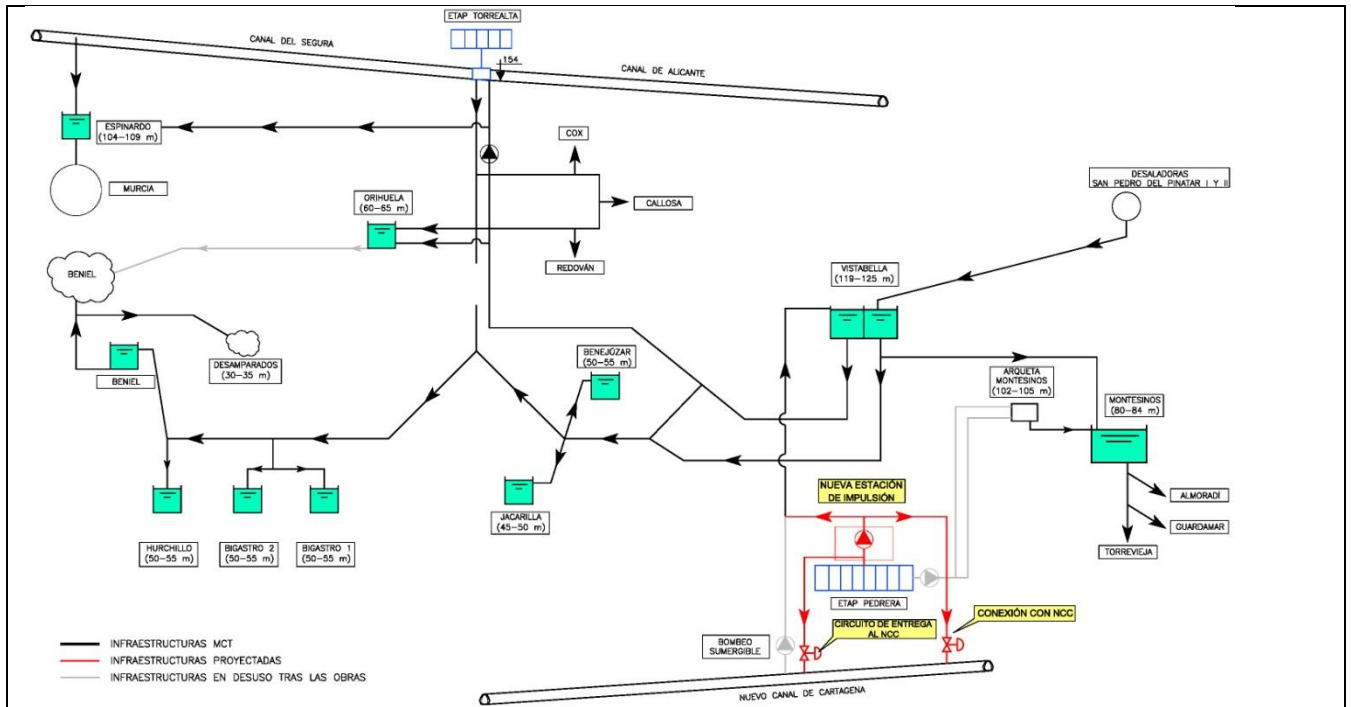 ETAP TORREALTA
CANAL DEL SEGURA
154
CANAL DE ALICANTE
ESPINARDO
(104-109 m)
MURCIA
COX
ORIHUELA
(60-65 m)
CALLOSA
REDOVÁN
DESALADORAS
SAN PEDRO DEL PINATAR I Y II
BENIEL
VISTABELLA
(119-125 m)
DESAMPARADOS
(30-35 m)
BENIEL
BENEJÚZAR
(50-55 m)
ARQUETA
MONTESINOS
(102-105 m)
MONTESINOS
(80-84 m)
JACARILLA
(45-50 m)
NUEVA ESTACIÓN
DE IMPULSIÓN
ALMORADÍ
GUARDAMAR
TORREVIEJA
HURCHILLO
(50-55 m)
BIGASTRO 2
(50-55 m)
BIGASTRO 1
(50-55 m)
ETAP PEDRERA
CONEXIÓN CON NCC
CIRCUITO DE ENTREGA
AL NCC
BOMBEO
SUMERGIBLE
NUEVO CANAL DE CARTAGENA
INFRAESTRUCTURAS MCT
INFRAESTRUCTURAS PROYECTADAS
INFRAESTRUCTURAS EN DESUSO TRAS LAS OBRAS